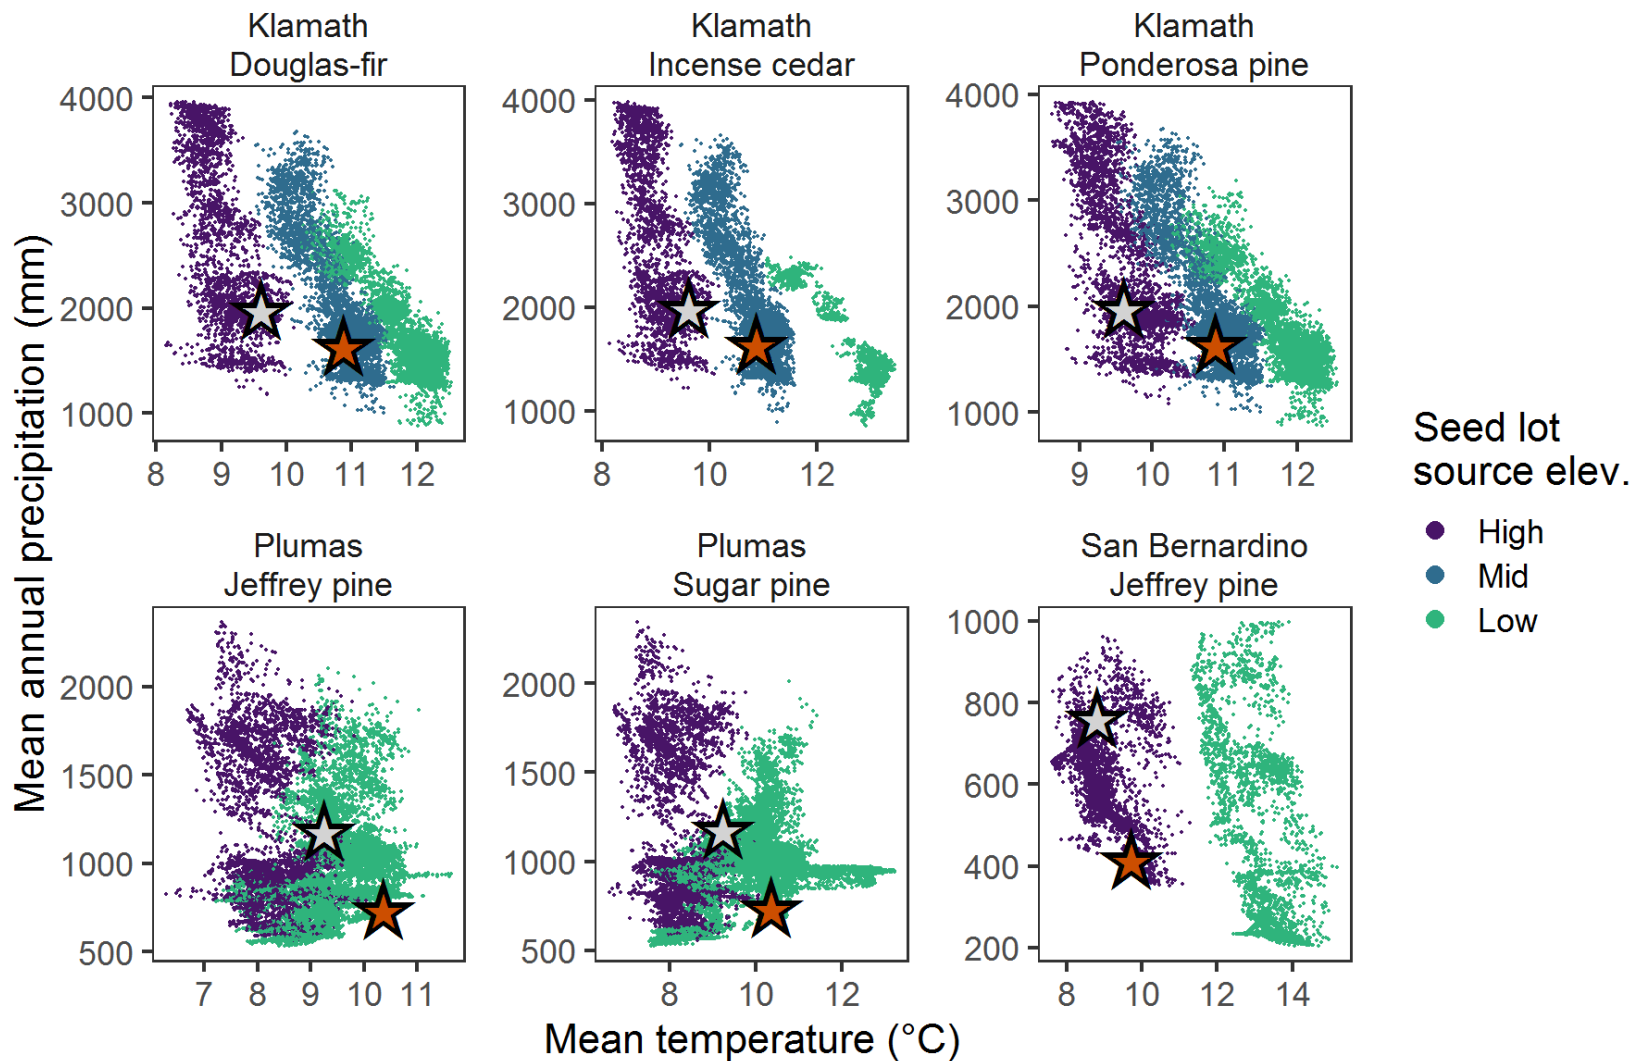 Klamath
Douglas-fir
Klamath
Incense cedar
Klamath
Ponderosa pine
4000
3000
2000
1000
8 9 10 11 12
4000
3000
2000
1000
8 10 12
4000
3000
2000
1000
9 10 11 12
Mean annual precipitation (mm)
Plumas
Jeffrey pine
Plumas
Sugar pine
San Bernardino
Jeffrey pine
2000
1500
1000
500
7 8 9 10 11
2000
1500
1000
500
8 10 12
1000
800
600
400
200
8 10 12 14
Mean temperature (°C)
Seed lot
source elev.
High
Mid
Low